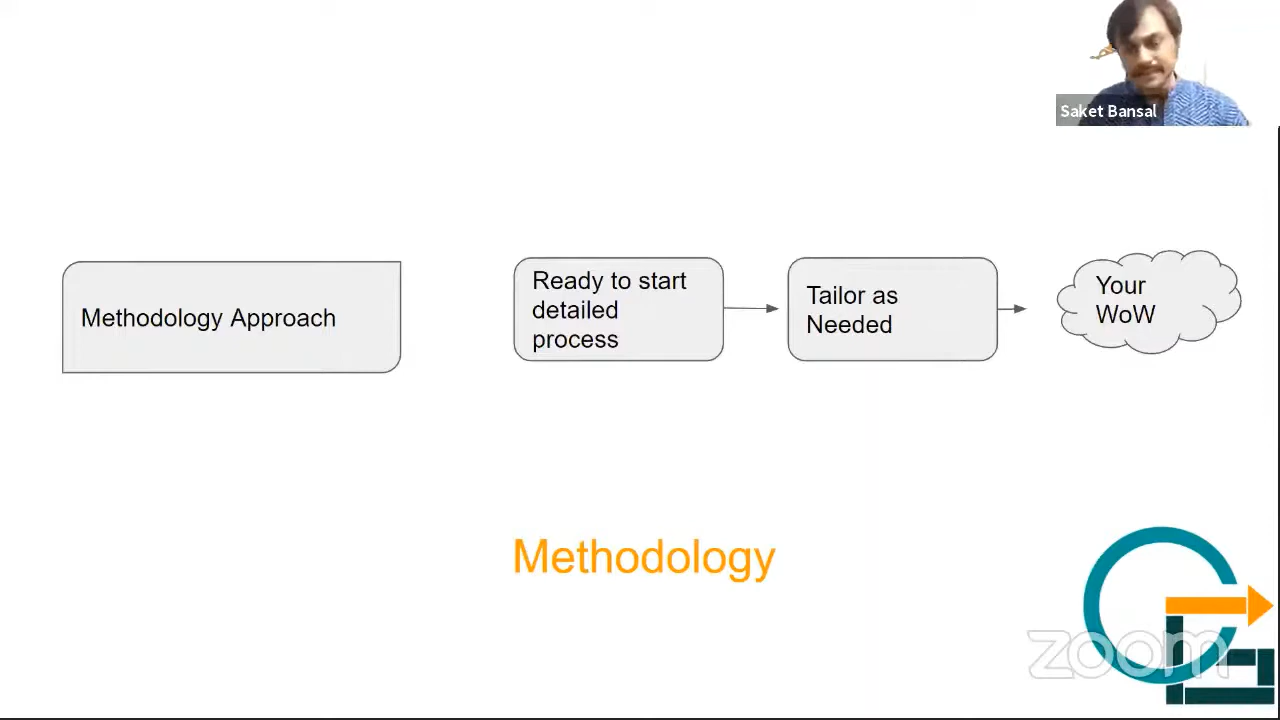 Saket Bansal
Methodology Approach
Ready to start
detailed
process
Tailor as
Needed
Your
WoW
Methodology
zoom